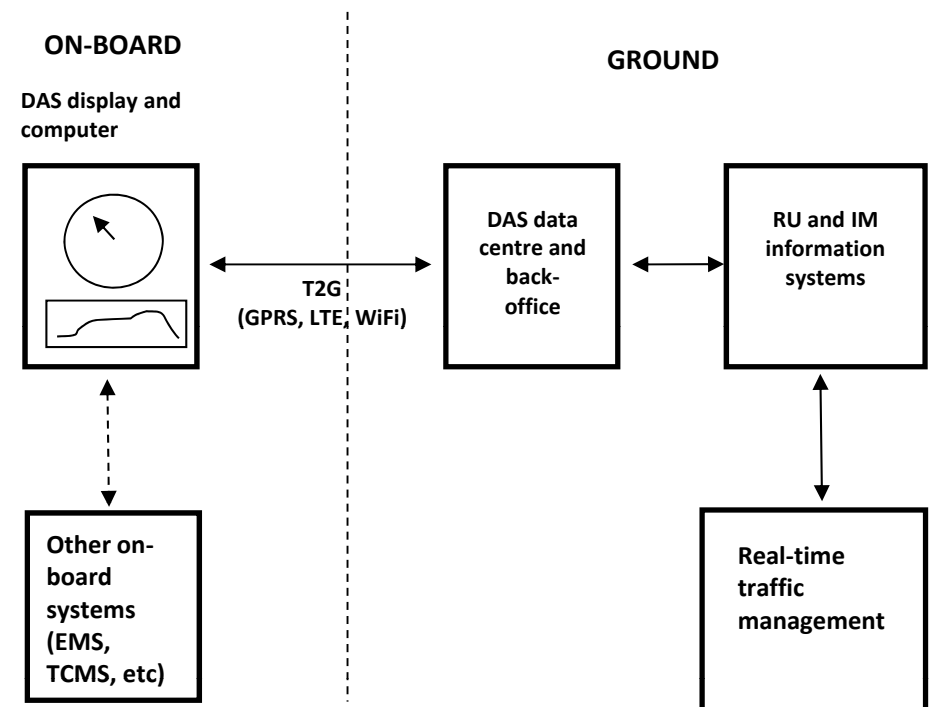 ON-BOARD
GROUND
DAS display and
computer
DAS data
centre and
back-
office
RU and IM
information
systems
T2G
(GPRS, LTE, WiFi)
Other on-
board
systems
(EMS,
TCMS, etc)
Real-time
traffic
management